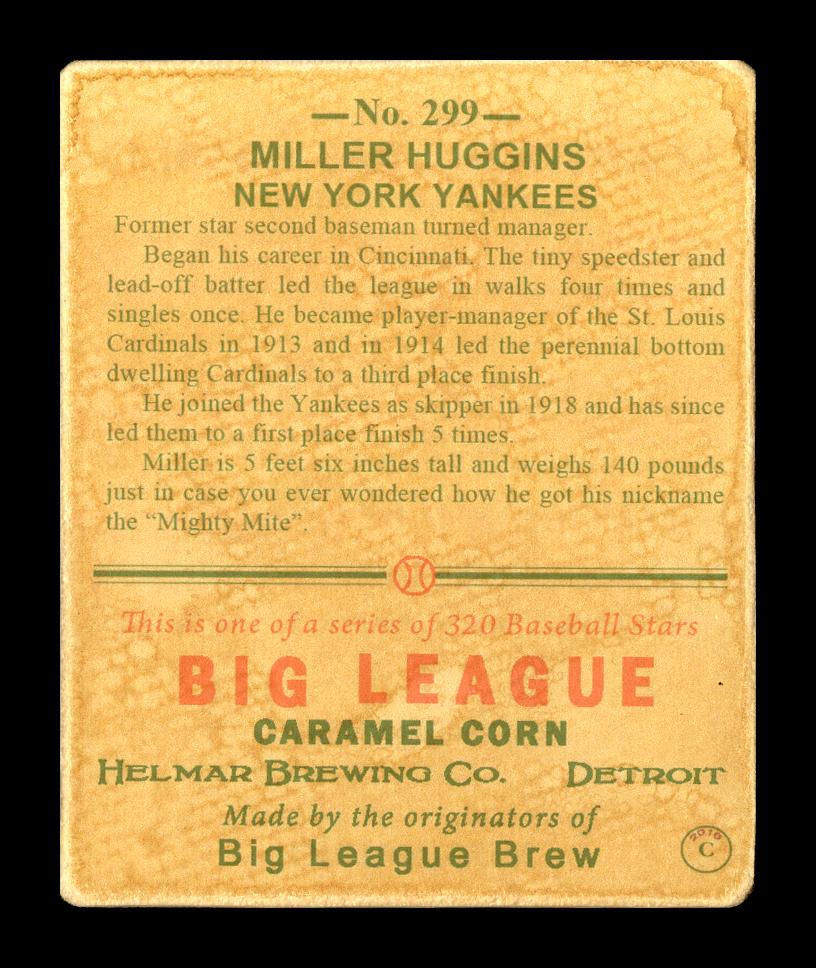 —No. 299—
MILLER HUGGINS
NEW YORK YANKEES
Former star second baseman turned manager.
Began his career in Cincinnati. The tiny speedster and
lead-off batter led the league in walks four times and
singles once. He became player-manager of the St. Louis
Cardinals in 1913 and in 1914 led the perennial bottom
dwelling Cardinals to a third place finish.
He joined the Yankees as skipper in 1918 and has since
led them to a first place finish 5 times.
Miller is 5 feet six inches tall and weighs 140 pounds
just in case you ever wondered how he got his nickname
the “Mighty Mite”.
This is one of a series of 320 Baseball Stars
BIG LEAGUE
CARAMEL CORN
HELMAR BREWING CO. DETROIT
Made by the originators of
Big League Brew
2016
C